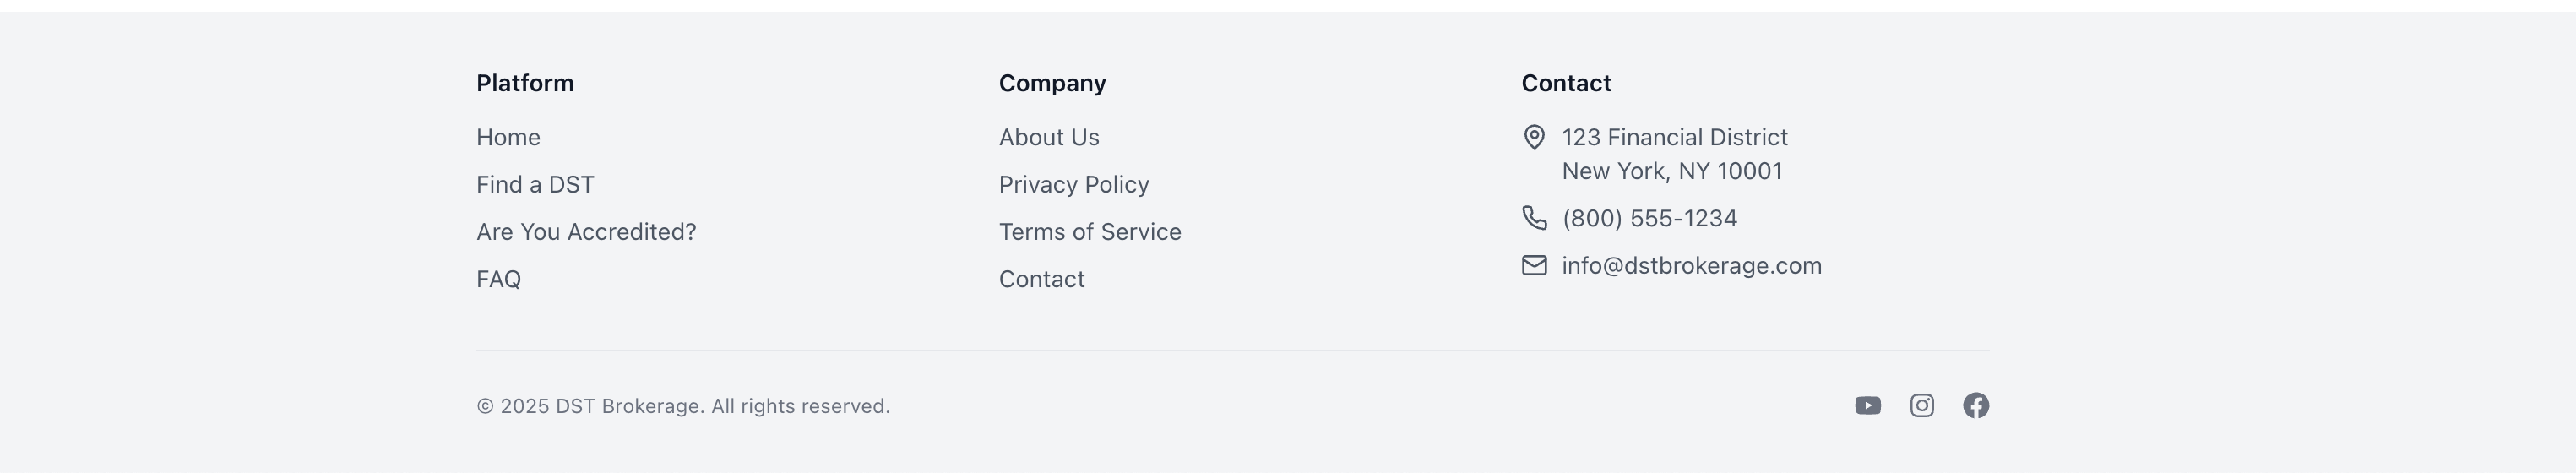 Platform
Home
Find a DST
Are You Accredited?
FAQ
Company
About Us
Privacy Policy
Terms of Service
Contact
Contact
123 Financial District
New York, NY 10001
(800) 555-1234
info@dstbrokerage.com
© 2025 DST Brokerage. All rights reserved.